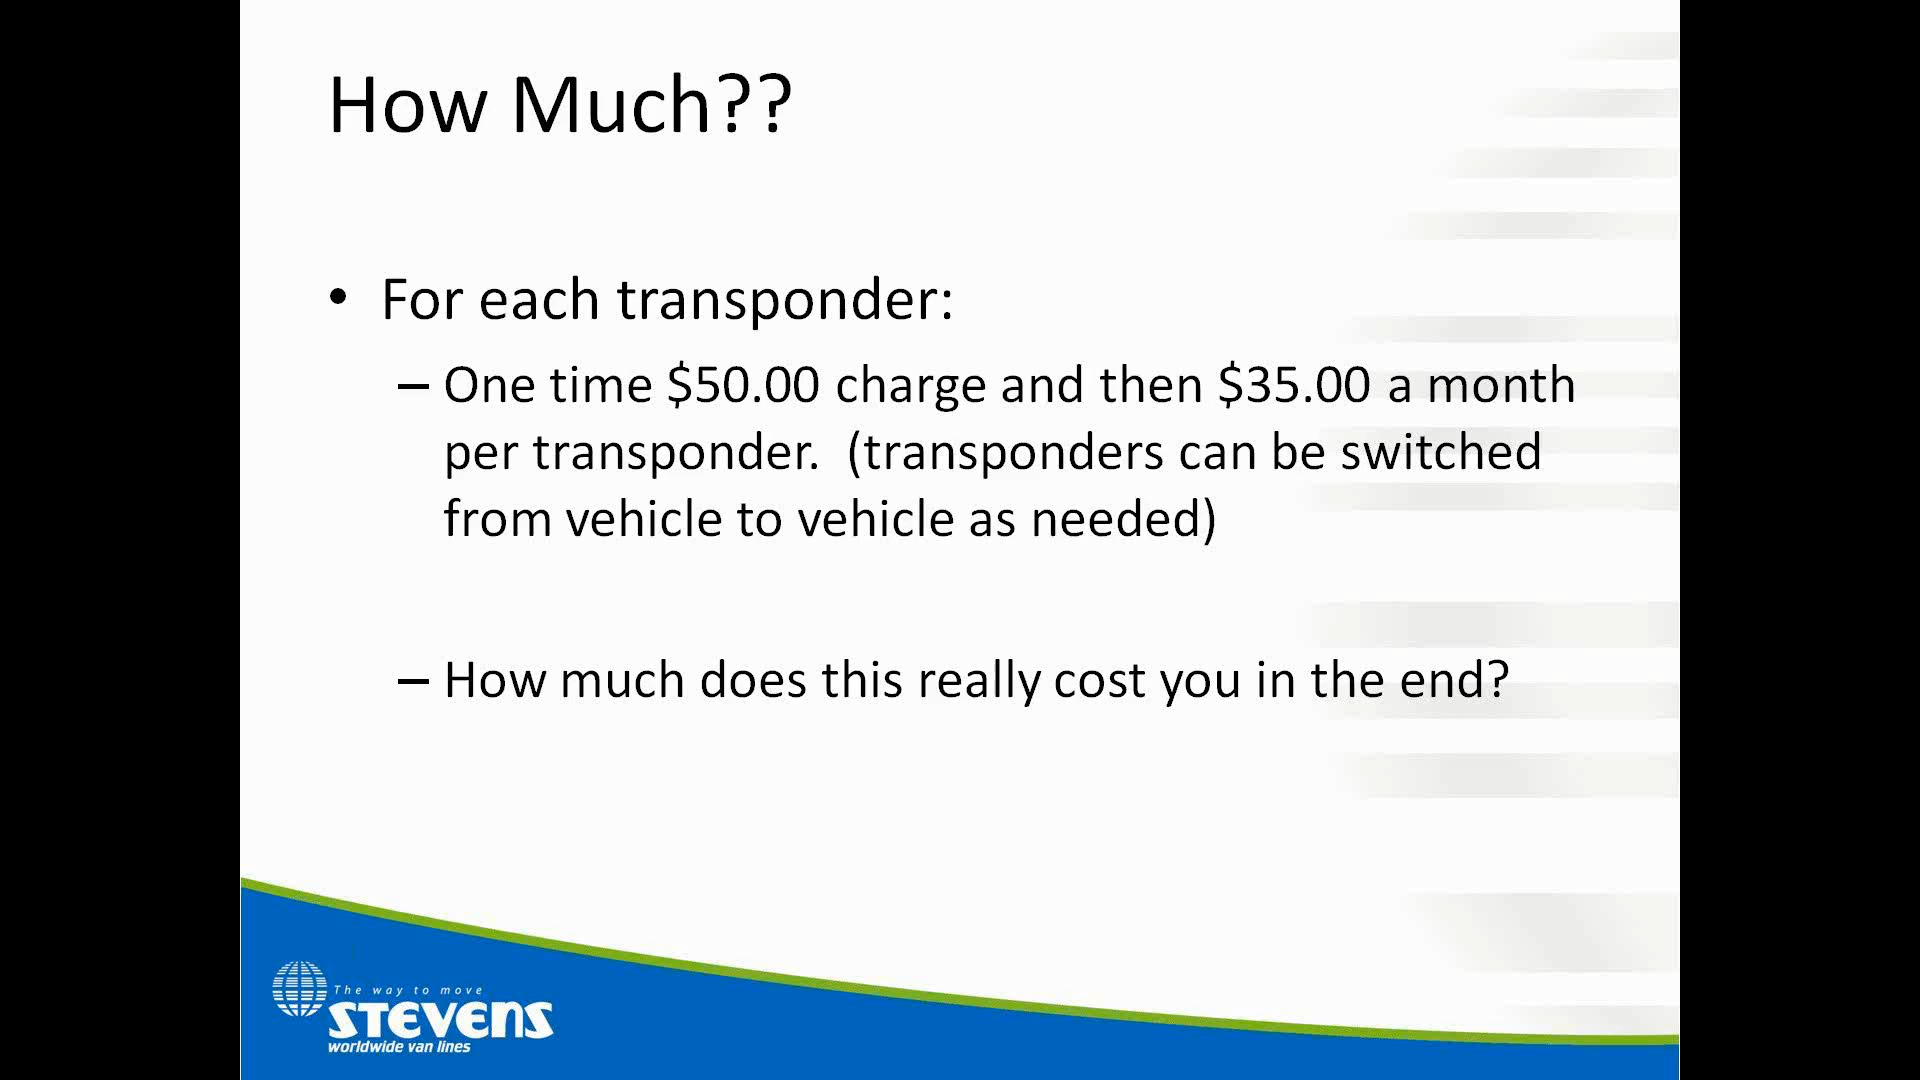 How Much??
• For each transponder:
– One time $50.00 charge and then $35.00 a month
per transponder.  (transponders can be switched
from vehicle to vehicle as needed)
– How much does this really cost you in the end?
The way to move
STEVENS
worldwide van lines